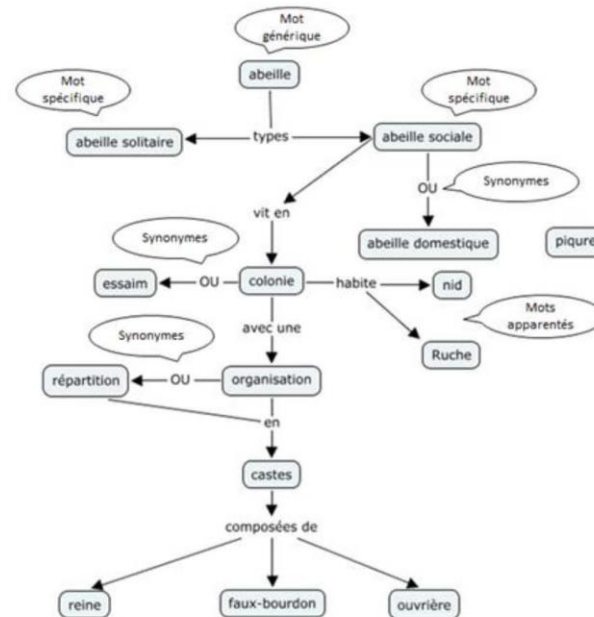 Mot
générique
abeille
Mot
spécifique
Mot
spécifique
abeille solitaire
types
abeille sociale
OU
Synonymes
vit en
Synonymes
abeille domestique
piqure
essaim
OU
colonie
habite
nid
Mots
apparentés
avec une
Synonymes
Ruche
répartition
OU
organisation
en
castes
composées de
reine
faux-bourdon
ouvrière